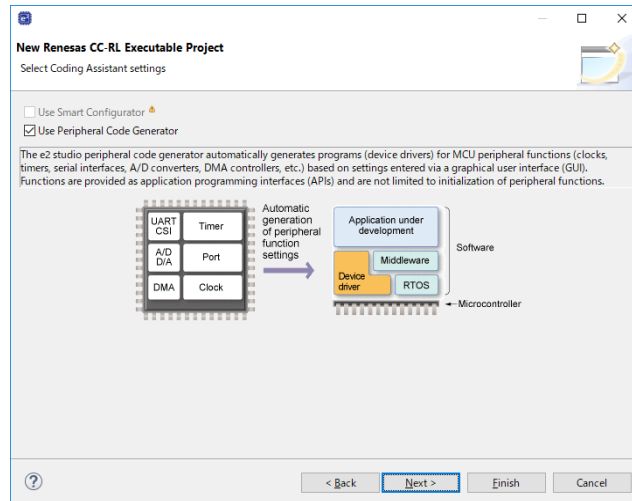 New Renesas CC-RL Executable Project
Select Coding Assistant settings
Use Smart Configurator
Use Peripheral Code Generator
The e2 studio peripheral code generator automatically generates programs (device drivers) for MCU peripheral functions (clocks,
timers, serial interfaces, A/D converters, DMA controllers, etc.) based on settings entered via a graphical user interface (GUI).
Functions are provided as application programming interfaces (APIs) and are not limited to initialization of peripheral functions.
UART
CSI
Timer
A/D
D/A
Port
DMA
Clock
Automatic
generation
of peripheral
function
settings
Application under
development
Middleware
Device
driver
RTOS
Software
Microcontroller
< Back
Next >
Finish
Cancel